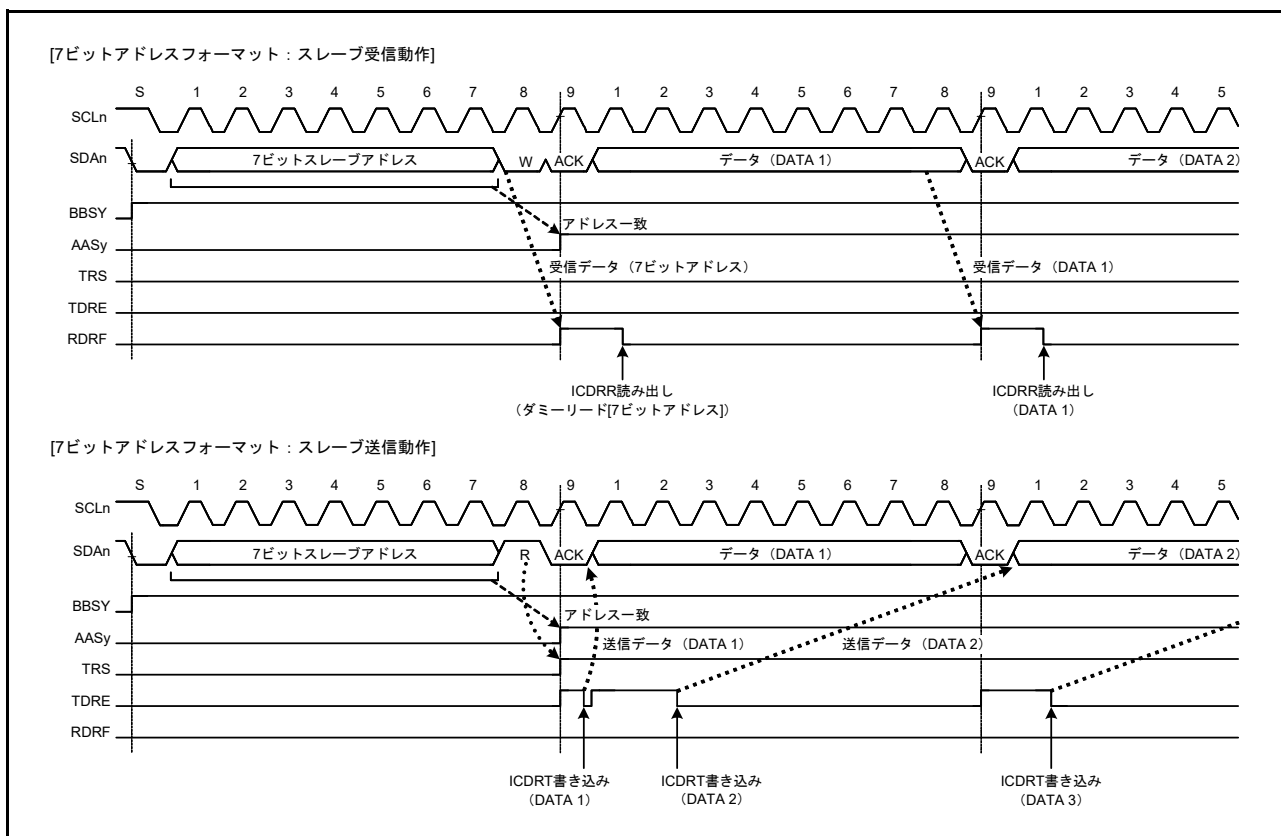 [7ビットアドレスフォーマット：スレーブ受信動作]
S 1 2 3 4 5 6 7 8 9 1 2 3 4 5 6 7 8 9 1 2 3 4 5
SCLn
SDAn 7ビットスレーブアドレス W ACK データ（DATA 1） ACK データ（DATA 2）
BBSY
アドレス一致
AASy
受信データ（7ビットアドレス） 受信データ（DATA 1）
TRS
TDRE
RDRF
ICDRR読み出し ICDRR読み出し
（ダミーリード[7ビットアドレス]） （DATA 1）
[7ビットアドレスフォーマット：スレーブ送信動作]
S 1 2 3 4 5 6 7 8 9 1 2 3 4 5 6 7 8 9 1 2 3 4 5
SCLn
SDAn 7ビットスレーブアドレス R ACK データ（DATA 1） ACK データ（DATA 2）
BBSY
アドレス一致
AASy
送信データ（DATA 1） 送信データ（DATA 2）
TRS
TDRE
RDRF
ICDRT書き込み ICDRT書き込み ICDRT書き込み
（DATA 1） （DATA 2） （DATA 3）